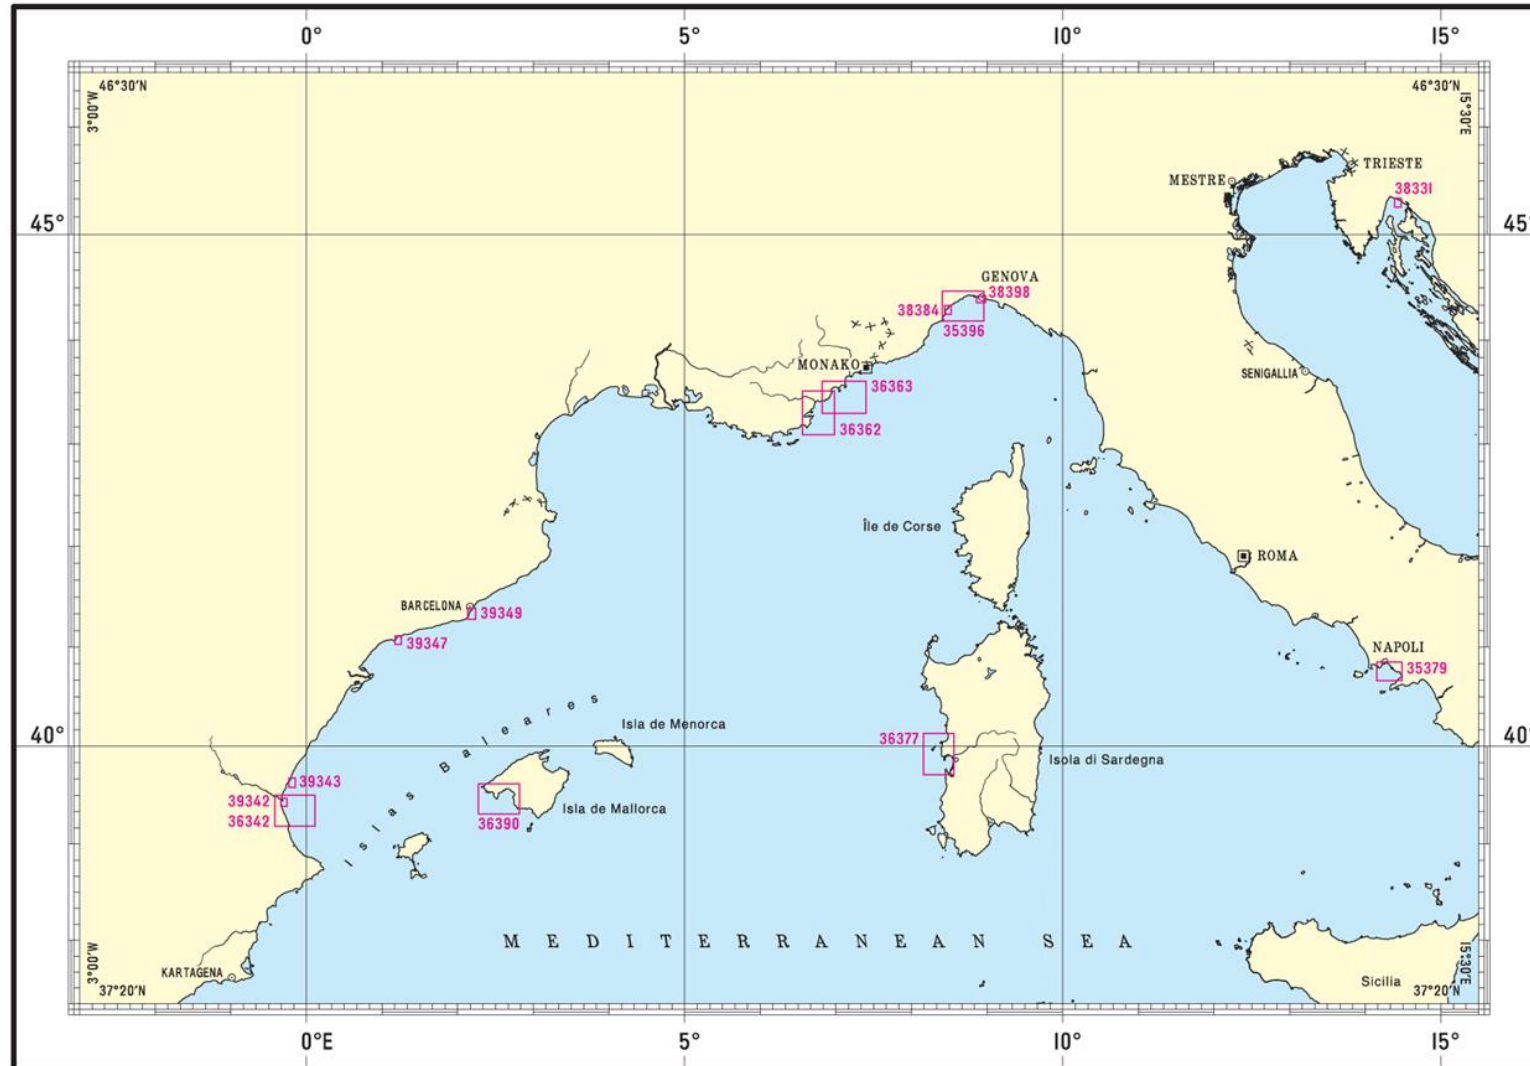 0° 5° 10° 15°
46°30'N 46°30'N
3°00'W 15°30'E
TRIESTE
MESTRE
38331
45° 45°
GENOVA
38398
38384
35396
MONAKO
36363
SENIGALLIA
36362
Île de Corse
ROMA
BARCELONA
39349
39347
NAPOLI
35379
Islas Baleares
Isla de Menorca
40° 40°
36377
Isola di Sardegna
39343
39342
36342
Isla de Mallorca
36390
MEDITERRANEAN SEA
KARTAGENA
Sicilia
3°00'W 15°30'E
37°20'N 37°20'N
0°E 5° 10° 15°